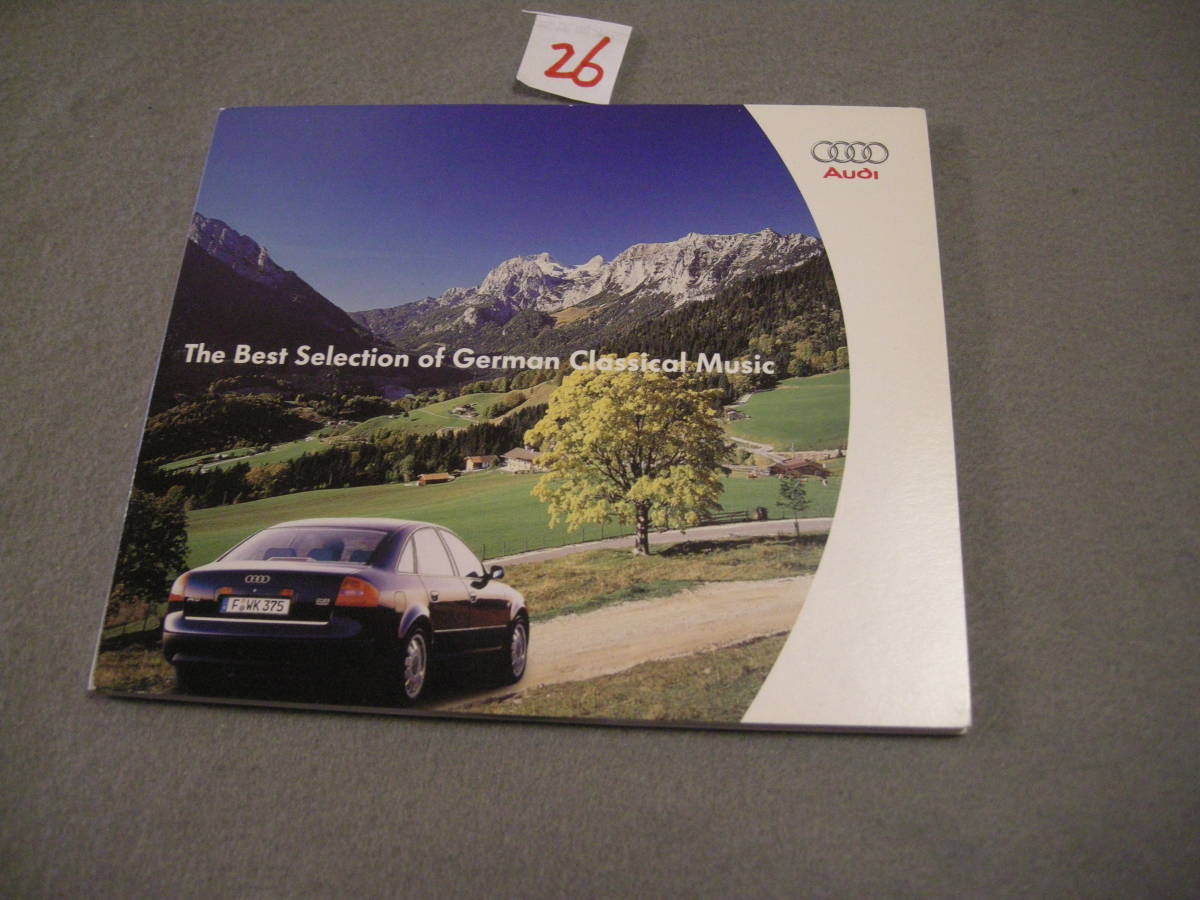 26
Audi
The Best Selection of German Classical Music
F WK 375